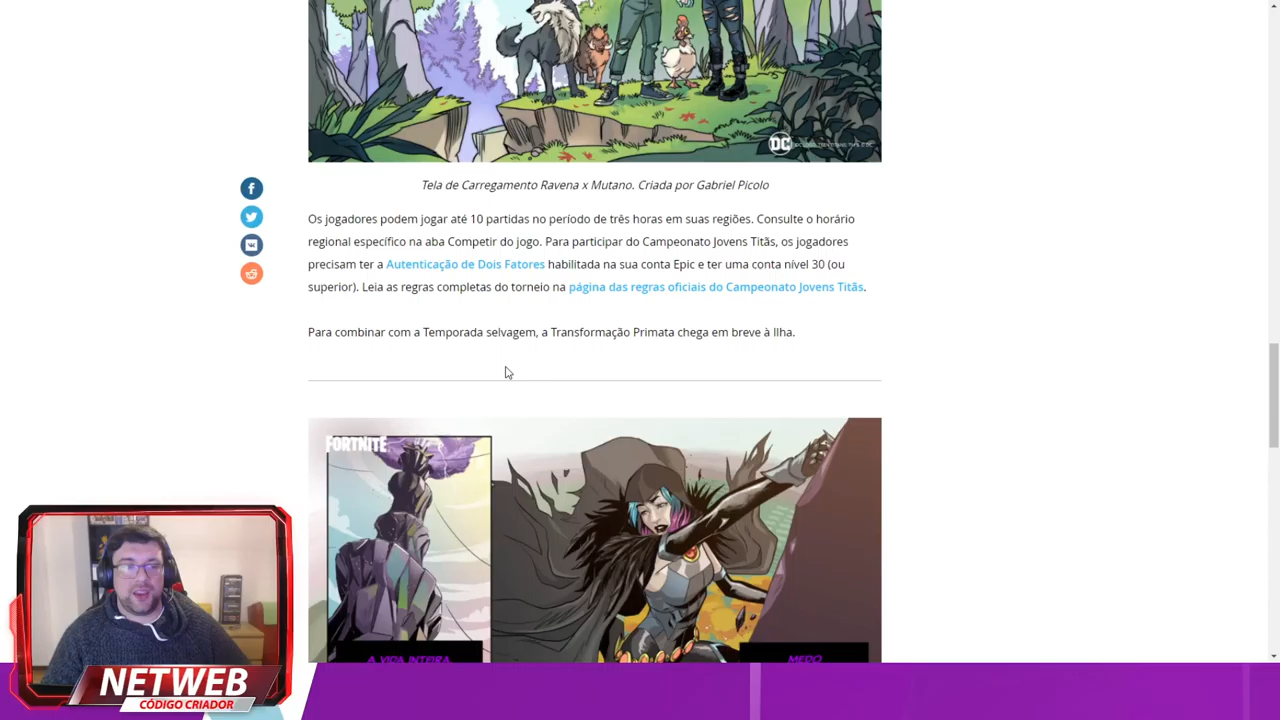 DC
Tela de Carregamento Ravena x Mutano. Criada por Gabriel Picolo
Os jogadores podem jogar até 10 partidas no período de três horas em suas regiões. Consulte o horário
regional específico na aba Competir do jogo. Para participar do Campeonato Jovens Titãs, os jogadores
precisam ter a Autenticação de Dois Fatores habilitada na sua conta Epic e ter uma conta nível 30 (ou
superior). Leia as regras completas do torneio na página das regras oficiais do Campeonato Jovens Titãs.
Para combinar com a Temporada selvagem, a Transformação Primata chega em breve à Ilha.
FORTNITE
A VIDA INTEIRA
MEDO
NETWEB
CÓDIGO CRIADOR